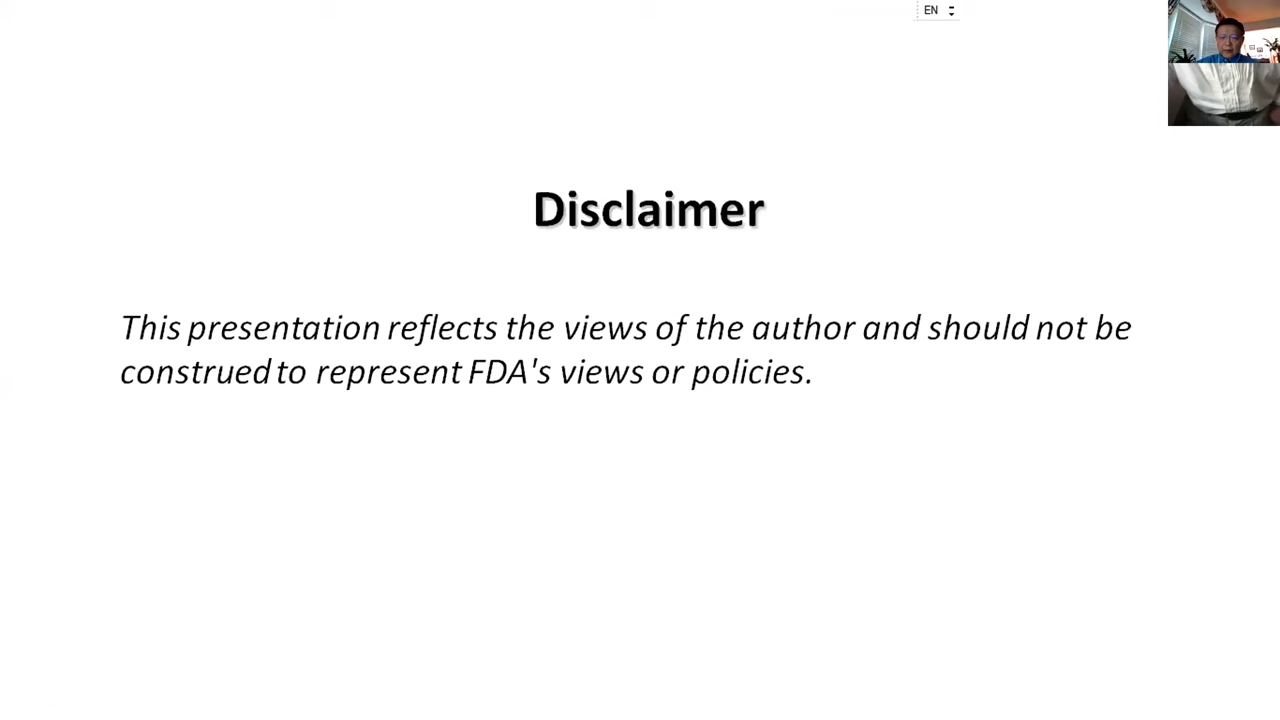 EN
Disclaimer
This presentation reflects the views of the author and should not be
construed to represent FDA's views or policies.